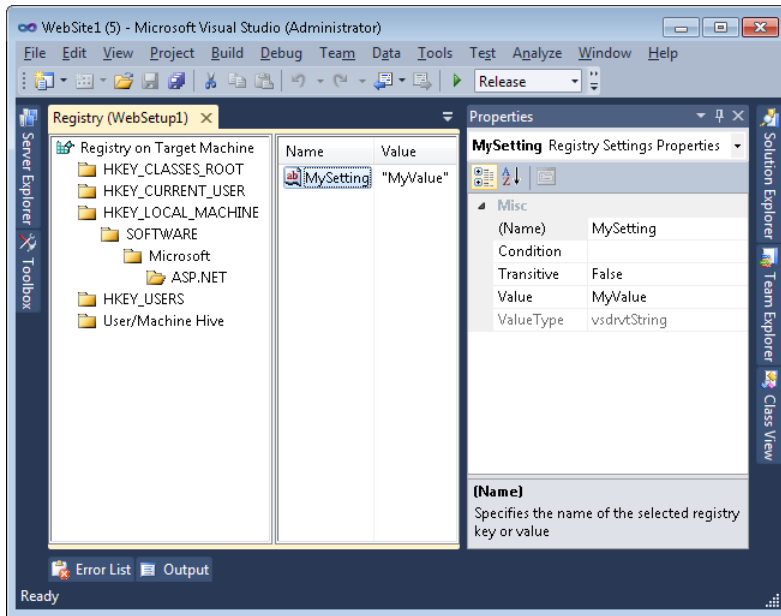 WebSite1 (5) - Microsoft Visual Studio (Administrator)
File Edit View Project Build Debug Team Data Tools Test Analyze Window Help
Release
Server Explorer
Toolbox
Registry (WebSetup1)
Registry on Target Machine
HKEY_CLASSES_ROOT
HKEY_CURRENT_USER
HKEY_LOCAL_MACHINE
SOFTWARE
Microsoft
ASP.NET
HKEY_USERS
User/Machine Hive
Name Value
ab MySetting "MyValue"
Properties
MySetting Registry Settings Properties
Misc
(Name) MySetting
Condition
Transitive False
Value MyValue
ValueType vsdrvtString
(Name)
Specifies the name of the selected registry
key or value
Solution Explorer
Team Explorer
Class View
Error List Output
Ready